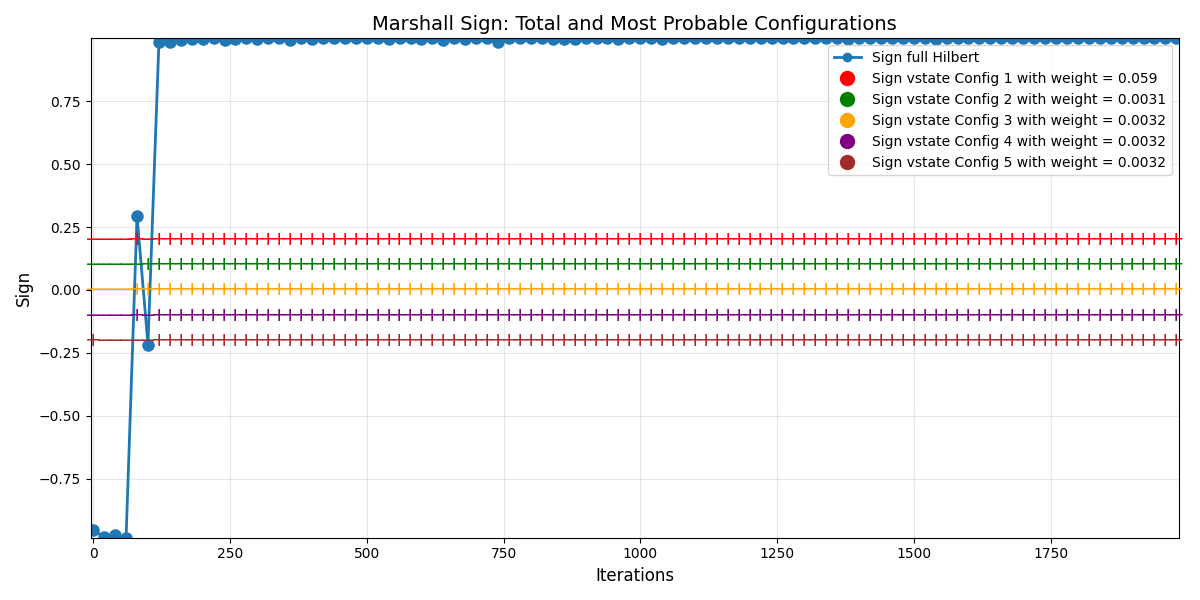 Marshall Sign: Total and Most Probable Configurations
Sign full Hilbert
Sign vstate Config 1 with weight = 0.059
Sign vstate Config 2 with weight = 0.0031
Sign vstate Config 3 with weight = 0.0032
Sign vstate Config 4 with weight = 0.0032
Sign vstate Config 5 with weight = 0.0032
Sign
0.75
0.50
0.25
0.00
−0.25
−0.50
−0.75
0 250 500 750 1000 1250 1500 1750
Iterations